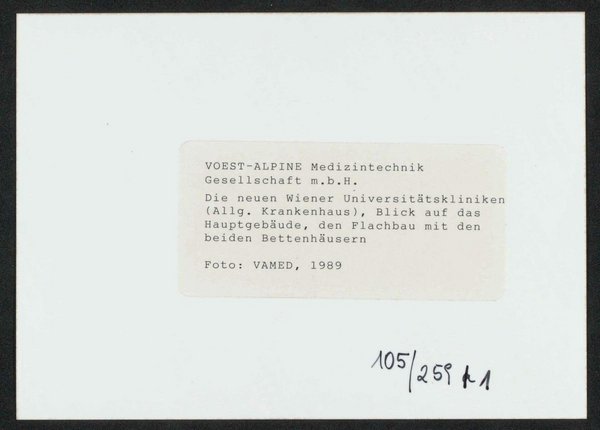 VOEST-ALPINE Medizintechnik
Gesellschaft m.b.H.
Die neuen Wiener Universitätskliniken
(Allg. Krankenhaus), Blick auf das
Hauptgebäude, den Flachbau mit den
beiden Bettenhäusern
Foto: VAMED, 1989
105/259 1